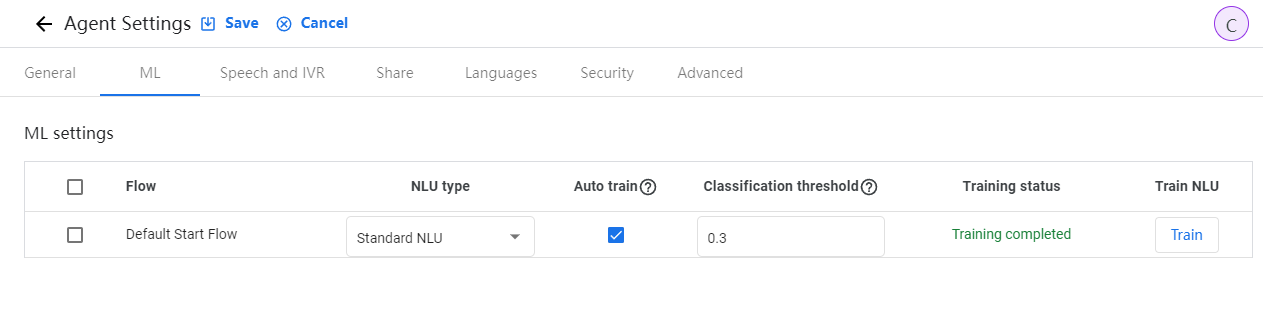 Agent Settings Save Cancel C
General ML Speech and IVR Share Languages Security Advanced
ML settings
Flow NLU type Auto train Classification threshold Training status Train NLU
Default Start Flow Standard NLU 0.3 Training completed Train